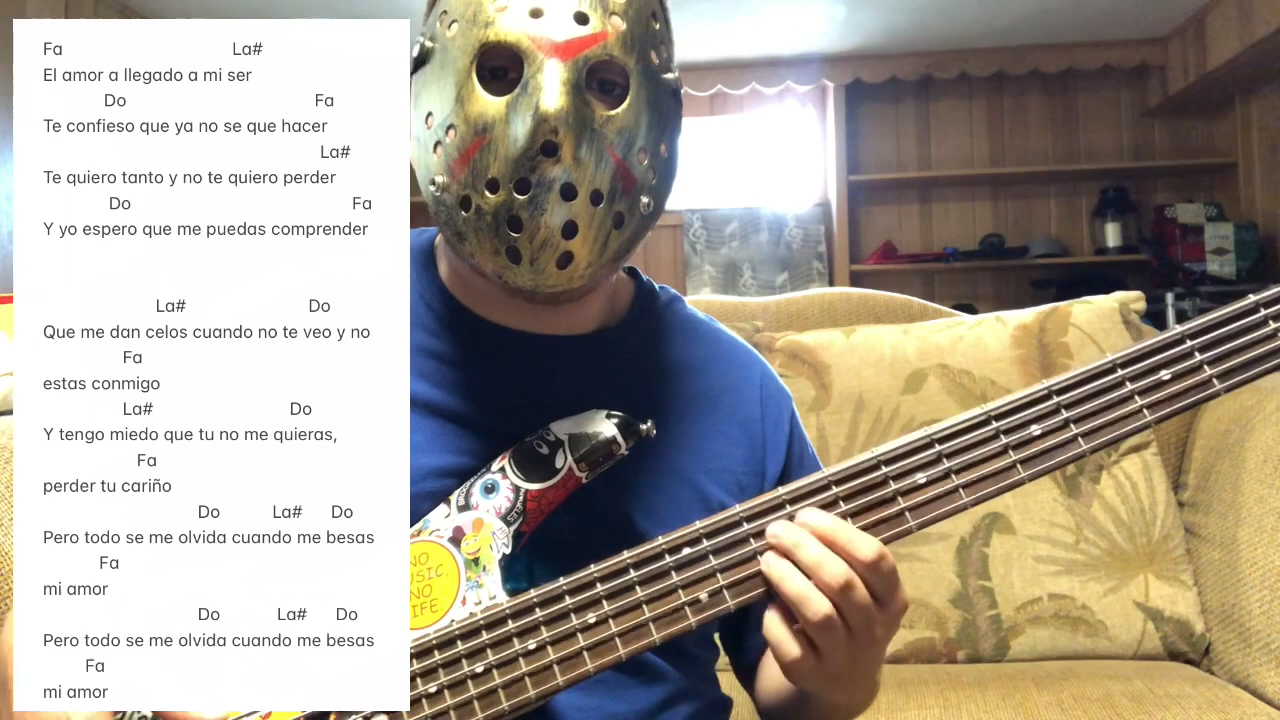 Fa La#
El amor a llegado a mi ser
Do Fa
Te confieso que ya no se que hacer
La#
Te quiero tanto y no te quiero perder
Do Fa
Y yo espero que me puedas comprender
La# Do
Que me dan celos cuando no te veo y no
Fa
estas conmigo
La# Do
Y tengo miedo que tu no me quieras,
Fa
perder tu cariño
Do La# Do
Pero todo se me olvida cuando me besas
Fa
mi amor
Do La# Do
Pero todo se me olvida cuando me besas
Fa
mi amor
NO
MUSIC
NO
LIFE